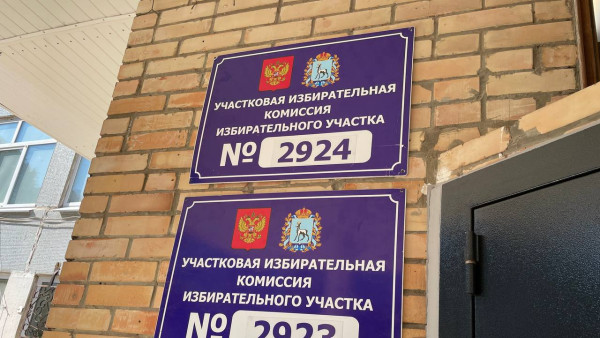 УЧАСТКОВАЯ ИЗБИРАТЕЛЬНАЯ
КОМИССИЯ
ИЗБИРАТЕЛЬНОГО УЧАСТКА
№ 2924
УЧАСТКОВАЯ ИЗБИРАТЕЛЬНАЯ
КОМИССИЯ
ИЗБИРАТЕЛЬНОГО УЧАСТКА
№ 2923